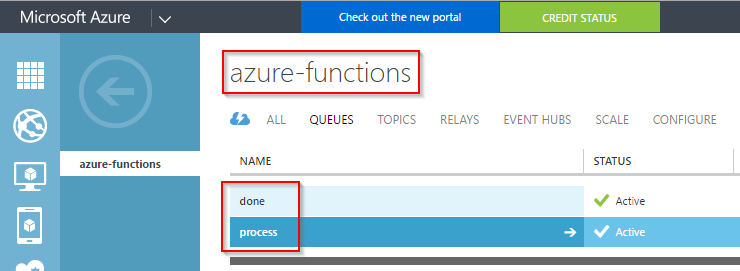 Microsoft Azure
Check out the new portal
CREDIT STATUS
azure-functions
ALL QUEUES TOPICS RELAYS EVENT HUBS SCALE CONFIGURE
azure-functions
NAME STATUS
done Active
process Active